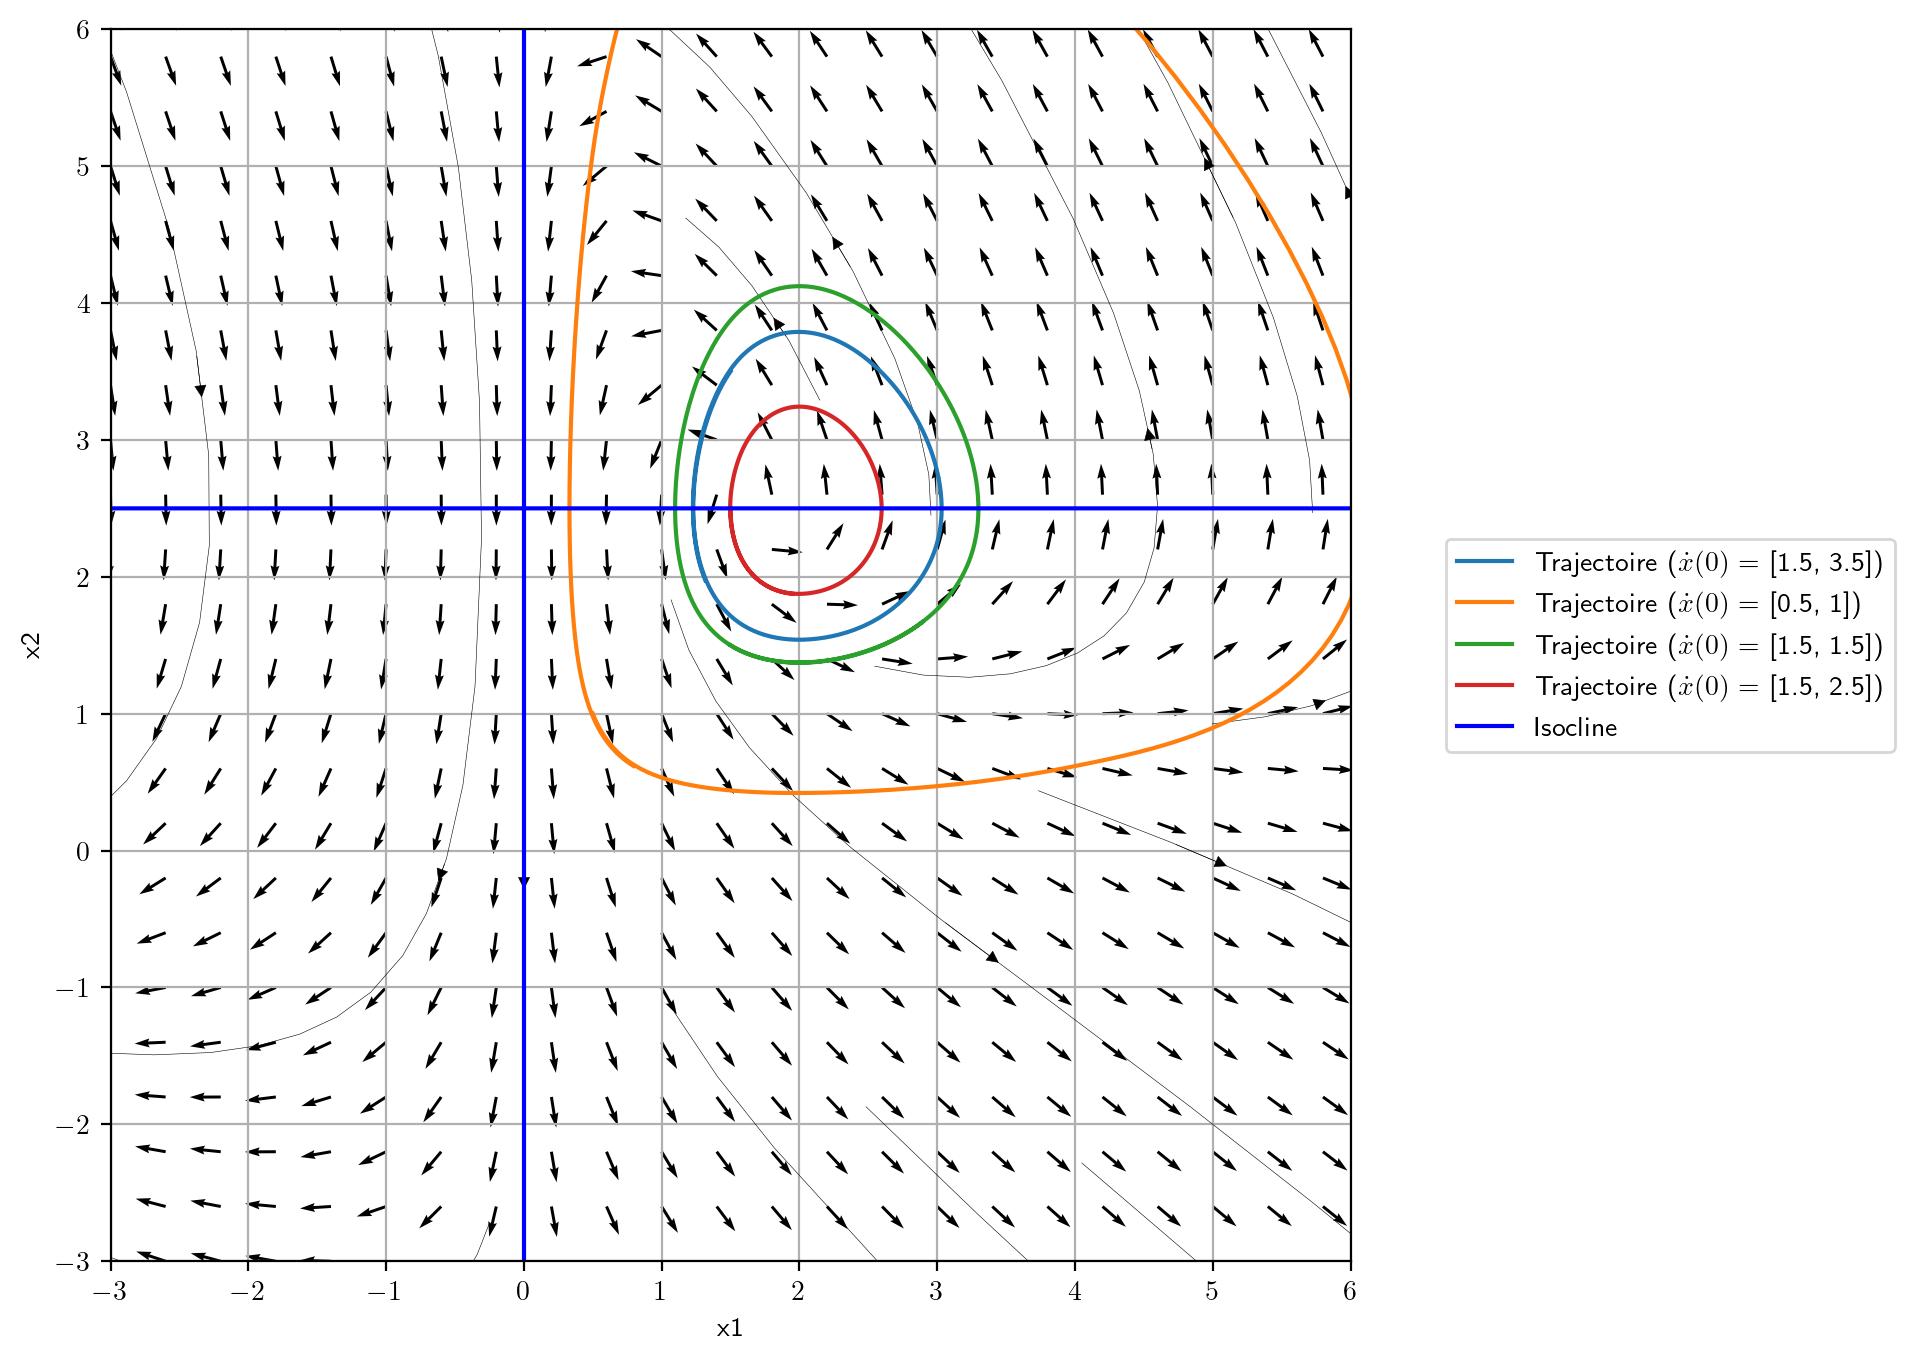 6
5
4
3
2
1
0
−1
−2
−3
x2
−3 −2 −1 0 1 2 3 4 5 6
x1
Trajectoire (ẋ(0) = [1.5, 3.5])
Trajectoire (ẋ(0) = [0.5, 1])
Trajectoire (ẋ(0) = [1.5, 1.5])
Trajectoire (ẋ(0) = [1.5, 2.5])
Isocline